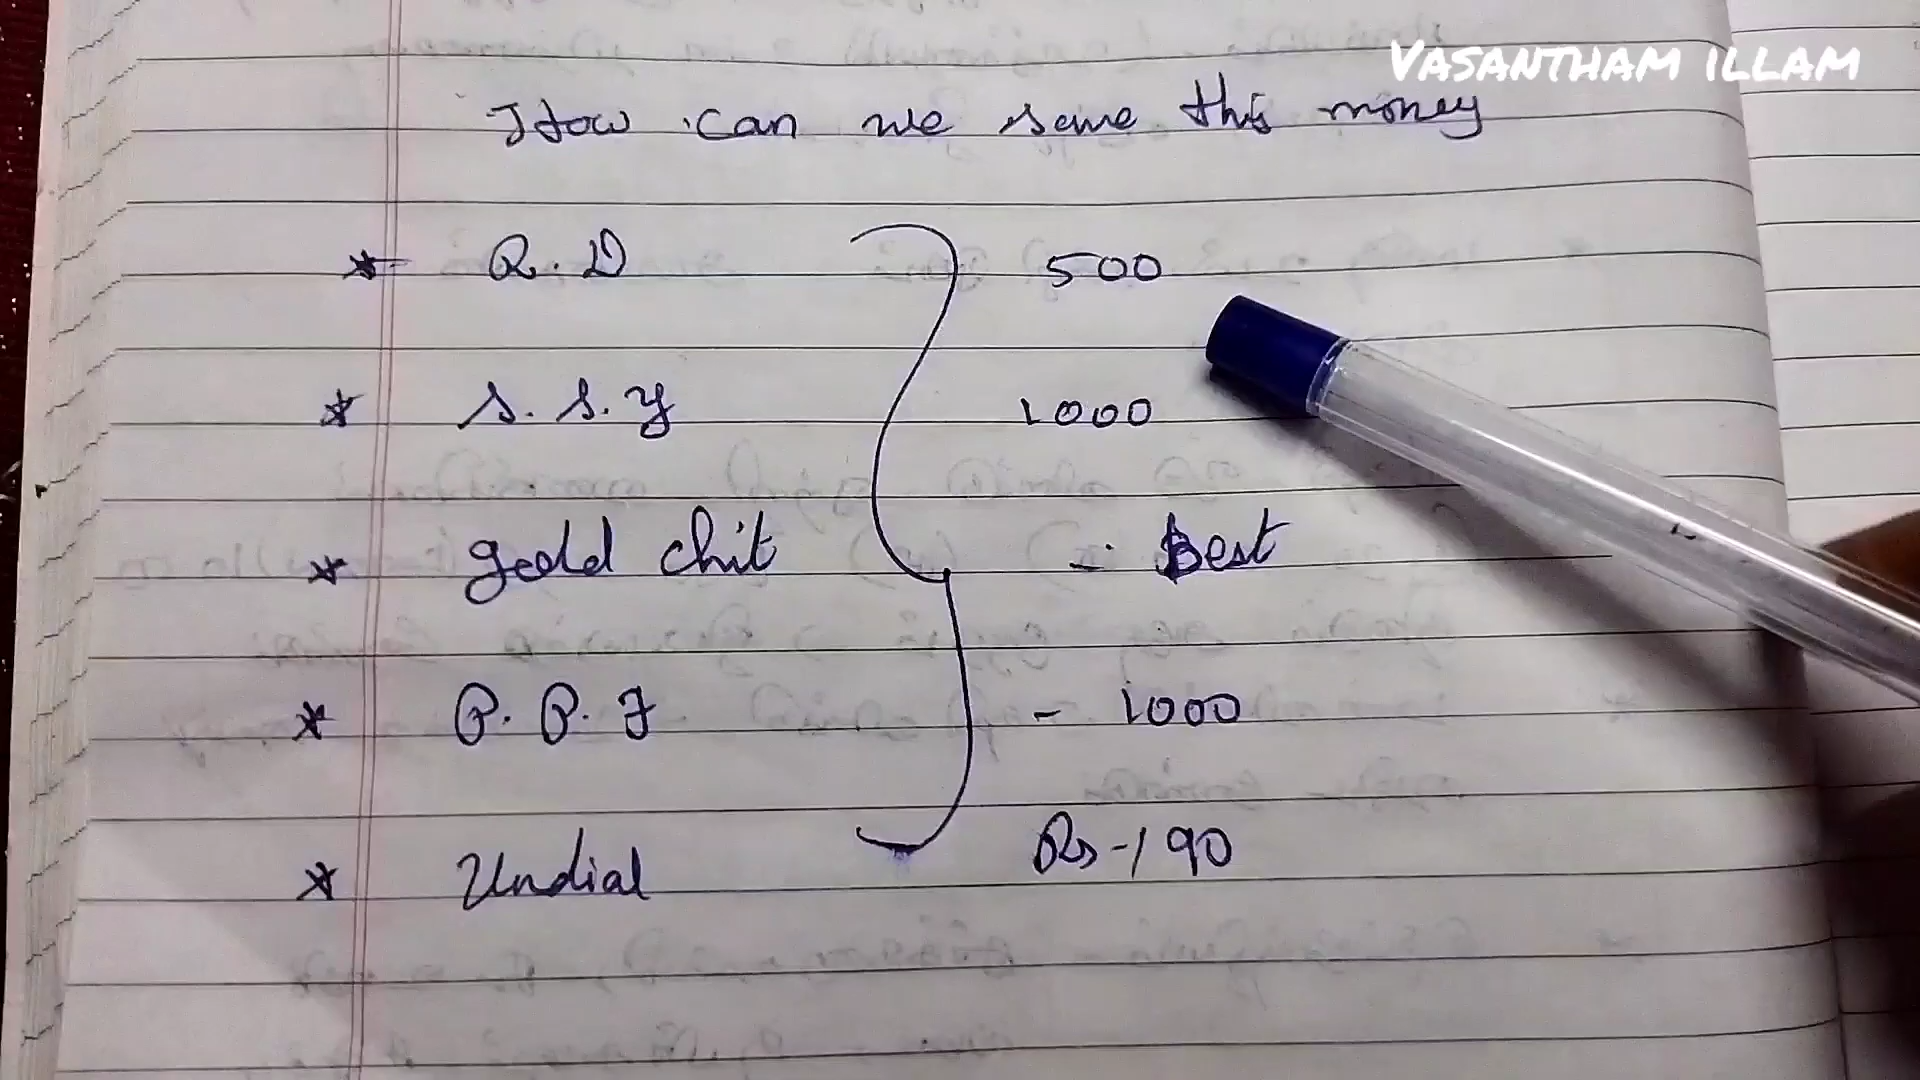 VASANTHAM ILLAM
How can we save this money
* R.D 500
* S.S.Y 1000
* gold chit = Best
* P.P.F - 1000
* Undial Rs-190